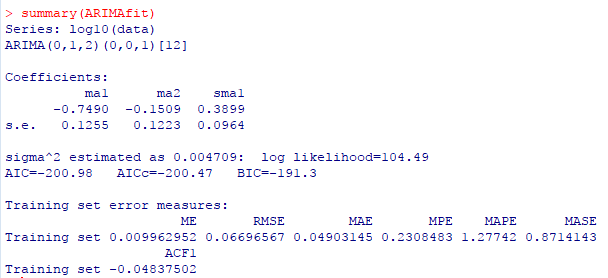 > summary(ARIMAfit)
Series: log10(data)
ARIMA(0,1,2)(0,0,1)[12]
Coefficients:
ma1 ma2 sma1
-0.7490 -0.1509 0.3899
s.e. 0.1255 0.1223 0.0964
sigma^2 estimated as 0.004709: log likelihood=104.49
AIC=-200.98 AICc=-200.47 BIC=-191.3
Training set error measures:
ME RMSE MAE MPE MAPE MASE
Training set 0.009962952 0.06696567 0.04903145 0.2308483 1.27742 0.8714143
ACF1
Training set -0.04837502